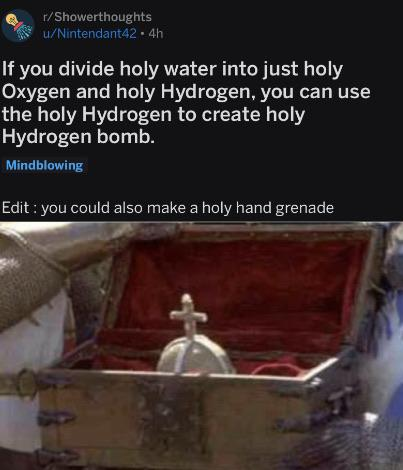 r/Showerthoughts
u/Nintendant42 • 4h
If you divide holy water into just holy
Oxygen and holy Hydrogen, you can use
the holy Hydrogen to create holy
Hydrogen bomb.
Mindblowing
Edit : you could also make a holy hand grenade